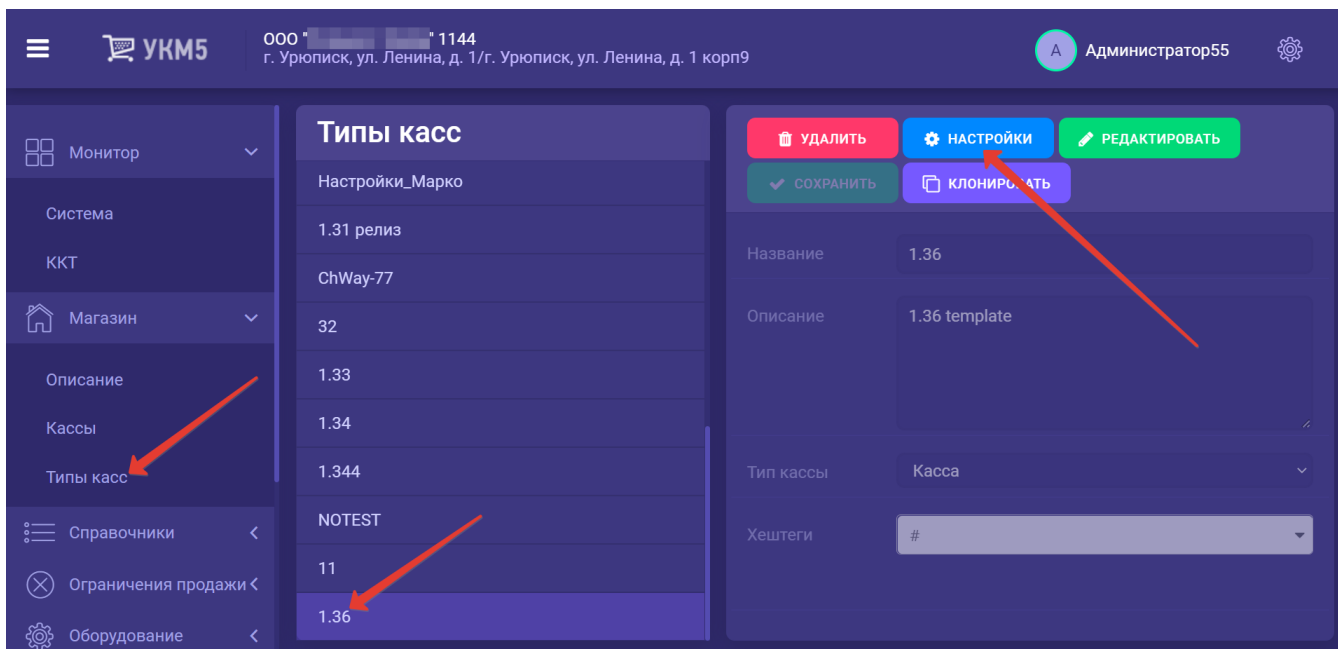 УКМ5
ООО " " 1144
г. Урюписк, ул. Ленина, д. 1/г. Урюписк, ул. Ленина, д. 1 корп9
А
Администратор55
Монитор
Система
ККТ
Магазин
Описание
Кассы
Типы касс
Справочники
Ограничения продажи
Оборудование
Типы касс
Настройки_Марко
1.31 релиз
ChWay-77
32
1.33
1.34
1.344
NOTEST
11
1.36
УДАЛИТЬ
НАСТРОЙКИ
РЕДАКТИРОВАТЬ
СОХРАНИТЬ
КЛОНИРОВАТЬ
Название
1.36
Описание
1.36 template
Тип кассы
Касса
Хештеги
#